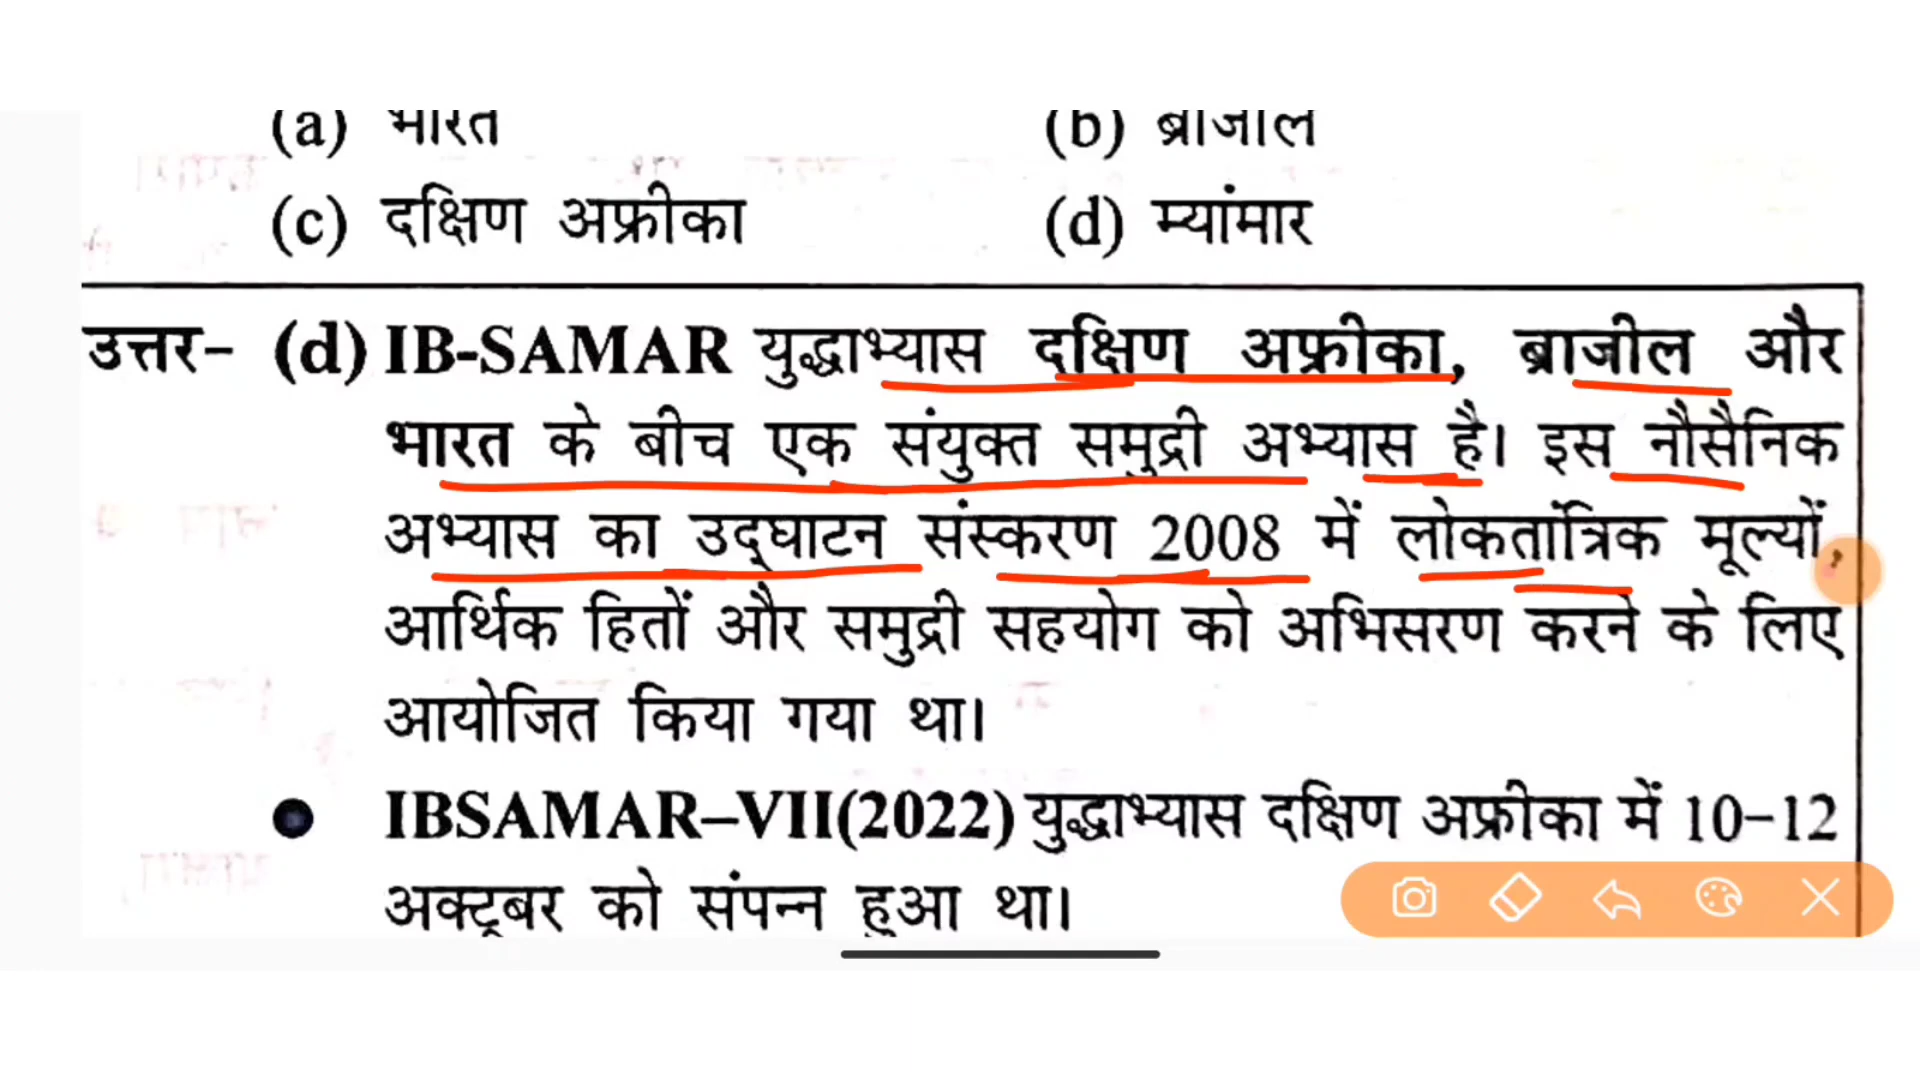 (a) भारत (b) ब्राजील
(c) दक्षिण अफ्रीका (d) म्यांमार
उत्तर- (d) IB-SAMAR युद्धाभ्यास दक्षिण अफ्रीका, ब्राजील और
भारत के बीच एक संयुक्त समुद्री अभ्यास है। इस नौसैनिक
अभ्यास का उद्घाटन संस्करण 2008 में लोकतांत्रिक मूल्यों,
आर्थिक हितों और समुद्री सहयोग को अभिसरण करने के लिए
आयोजित किया गया था।
● IBSAMAR–VII(2022) युद्धाभ्यास दक्षिण अफ्रीका में 10-12
अक्टूबर को संपन्न हुआ था।